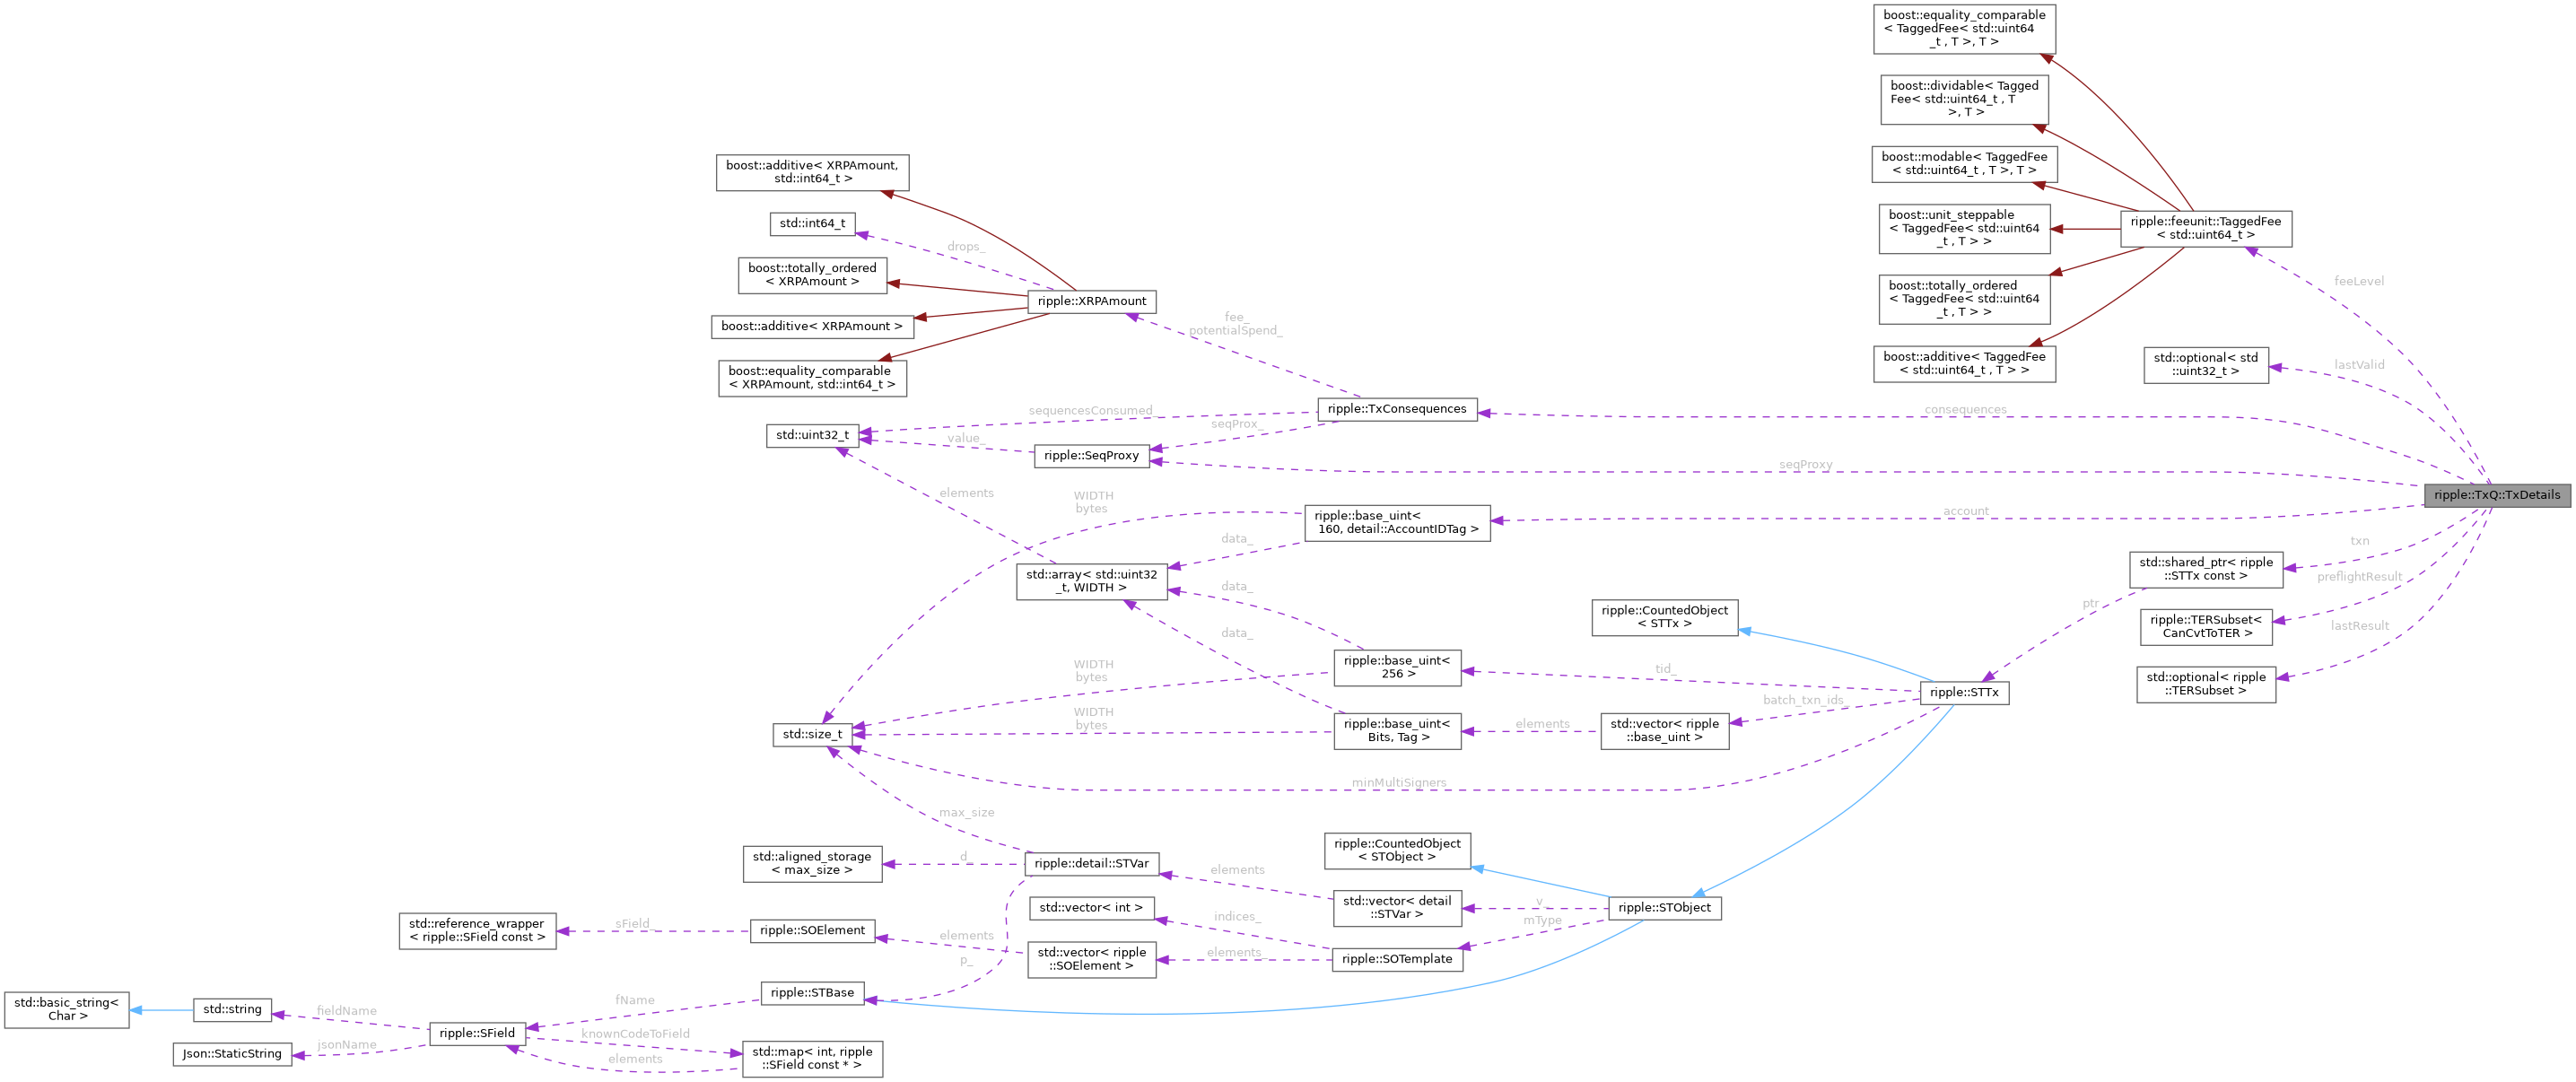 boost::equality_comparable
< TaggedFee< std::uint64
_t , T >, T >
boost::dividable< Tagged
Fee< std::uint64_t , T
>, T >
boost::modable< TaggedFee
< std::uint64_t , T >, T >
boost::unit_steppable
< TaggedFee< std::uint64
_t , T > >
boost::totally_ordered
< TaggedFee< std::uint64
_t , T > >
boost::additive< TaggedFee
< std::uint64_t , T > >
ripple::feeunit::TaggedFee
< std::uint64_t >
feeLevel
std::optional< std
::uint32_t >
lastValid
boost::additive< XRPAmount,
std::int64_t >
std::int64_t
drops_
boost::totally_ordered
< XRPAmount >
boost::additive< XRPAmount >
boost::equality_comparable
< XRPAmount, std::int64_t >
ripple::XRPAmount
fee_
potentialSpend_
ripple::TxConsequences
consequences
sequencesConsumed_
seqProx_
std::uint32_t
value_
ripple::SeqProxy
seqProxy
ripple::TxQ::TxDetails
elements
WIDTH
bytes
ripple::base_uint<
160, detail::AccountIDTag >
account
data_
std::array< std::uint32
_t, WIDTH >
data_
data_
txn
std::shared_ptr< ripple
::STTx const >
preflightResult
ptr
ripple::TERSubset<
CanCvtToTER >
lastResult
std::optional< ripple
::TERSubset >
ripple::CountedObject
< STTx >
ripple::base_uint<
256 >
tid_
ripple::STTx
WIDTH
bytes
batch_txn_ids_
WIDTH
bytes
ripple::base_uint<
Bits, Tag >
elements
std::vector< ripple
::base_uint >
std::size_t
minMultiSigners
max_size
std::aligned_storage
< max_size >
d_
ripple::detail::STVar
elements
ripple::CountedObject
< STObject >
std::vector< detail
::STVar >
v_
ripple::STObject
mType
std::vector< int >
indices_
std::reference_wrapper
< ripple::SField const >
sField_
ripple::SOElement
elements
std::vector< ripple
::SOElement >
elements_
ripple::SOTemplate
p_
ripple::STBase
fName
std::basic_string<
Char >
std::string
fieldName
ripple::SField
knownCodeToField
Json::StaticString
jsonName
elements
std::map< int, ripple
::SField const * >